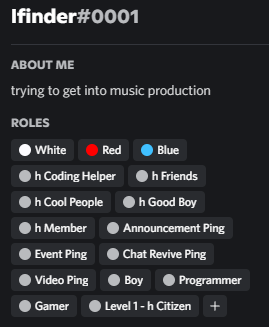 lfinder#0001
ABOUT ME
trying to get into music production
ROLES
White Red Blue
h Coding Helper h Friends
h Cool People h Good Boy
h Member Announcement Ping
Event Ping Chat Revive Ping
Video Ping Boy Programmer
Gamer Level 1 - h Citizen +